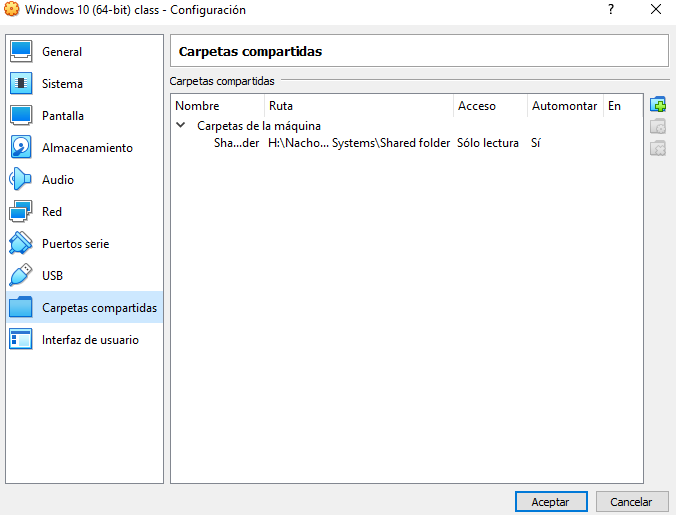 Windows 10 (64-bit) class - Configuración
?
General
Sistema
Pantalla
Almacenamiento
Audio
Red
Puertos serie
USB
Carpetas compartidas
Interfaz de usuario
Carpetas compartidas
Carpetas compartidas
Nombre Ruta Acceso Automontar En
Carpetas de la máquina
Sha...der H:\Nacho... Systems\Shared folder Sólo lectura Sí
Aceptar Cancelar